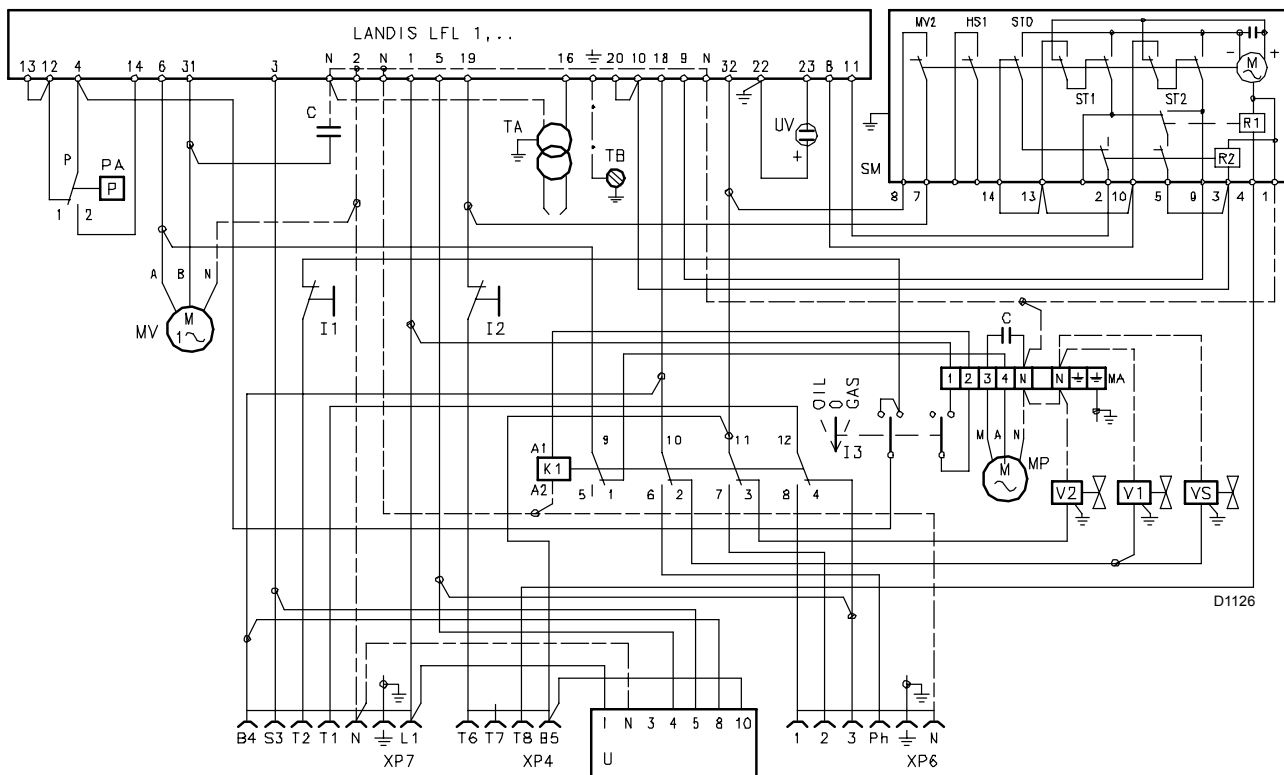 LANDIS LFL 1,..
MV2 HS1 ST0
13 12 4 14 6 31 3 N 2 N 1 5 19 16 20 10 18 9 N 32 22 23 8 11
- M +
ST1 ST2
C TA UV +
R1
R2
P PA P
TB
SM
1 2
8 7 14 13 2 10 5 9 3 4 1
A B N
M
1
MV
I1 I2
C
1 2 3 4 N N MA
OIL
O
GAS
I3
M A N
M
MP
9 10 11 12
A1
K1
A2
5 1 6 2 7 3 8 4
V2 V1 VS
D1126
B4 S3 T2 T1 N L1 T6 T7 T8 B5
1 N 3 4 5 8 10
1 2 3 Ph N
XP7 XP4 U XP6